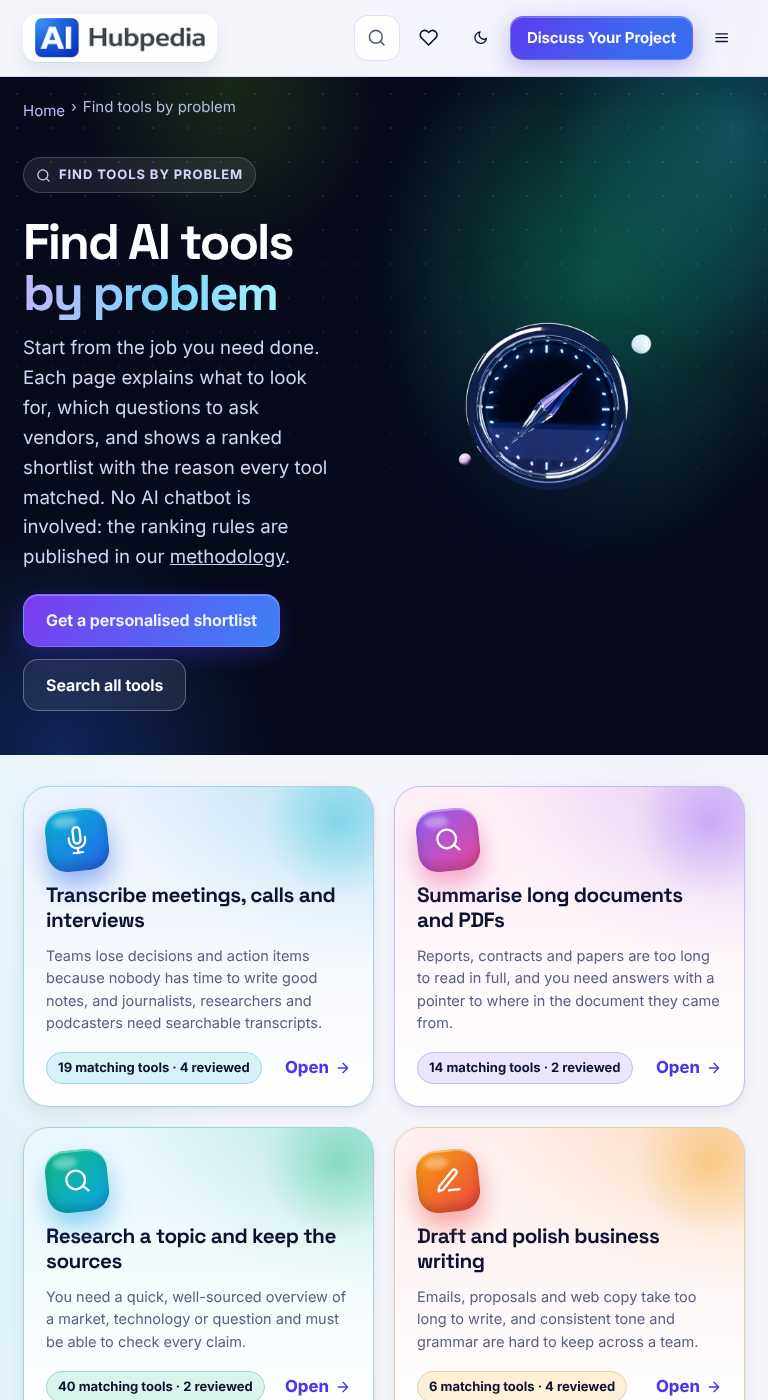 AI Hubpedia
Discuss Your Project
Home › Find tools by problem
FIND TOOLS BY PROBLEM
Find AI tools
by problem
Start from the job you need done.
Each page explains what to look
for, which questions to ask
vendors, and shows a ranked
shortlist with the reason every tool
matched. No AI chatbot is
involved: the ranking rules are
published in our methodology.
Get a personalised shortlist
Search all tools
Transcribe meetings, calls and
interviews
Teams lose decisions and action items
because nobody has time to write good
notes, and journalists, researchers and
podcasters need searchable transcripts.
19 matching tools · 4 reviewed
Open →
Summarise long documents
and PDFs
Reports, contracts and papers are too long
to read in full, and you need answers with a
pointer to where in the document they came
from.
14 matching tools · 2 reviewed
Open →
Research a topic and keep the
sources
You need a quick, well-sourced overview of
a market, technology or question and must
be able to check every claim.
40 matching tools · 2 reviewed
Open →
Draft and polish business
writing
Emails, proposals and web copy take too
long to write, and consistent tone and
grammar are hard to keep across a team.
6 matching tools · 4 reviewed
Open →